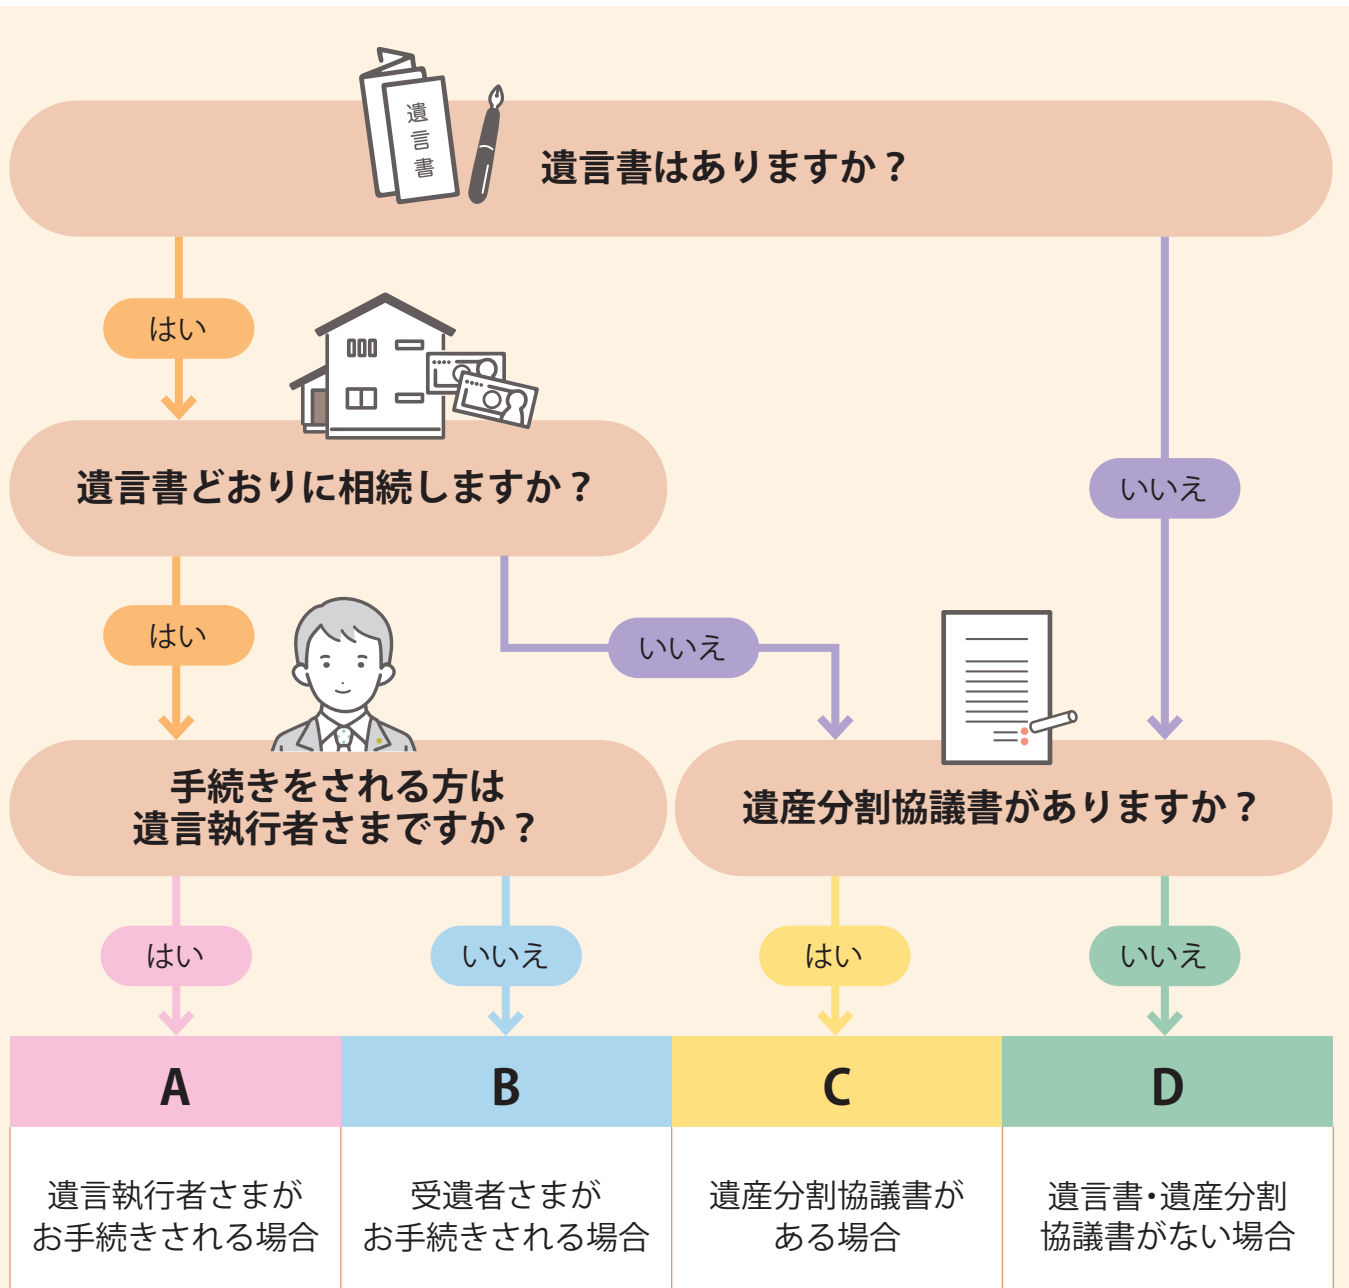 遺言書
遺言書はありますか？
はい
遺言書どおりに相続しますか？
いいえ
はい
いいえ
手続きをされる方は
遺言執行者さまですか？
遺産分割協議書がありますか？
はい
いいえ
はい
いいえ
A
B
C
D
遺言執行者さまが
お手続きされる場合
受遺者さまが
お手続きされる場合
遺産分割協議書が
ある場合
遺言書・遺産分割
協議書がない場合